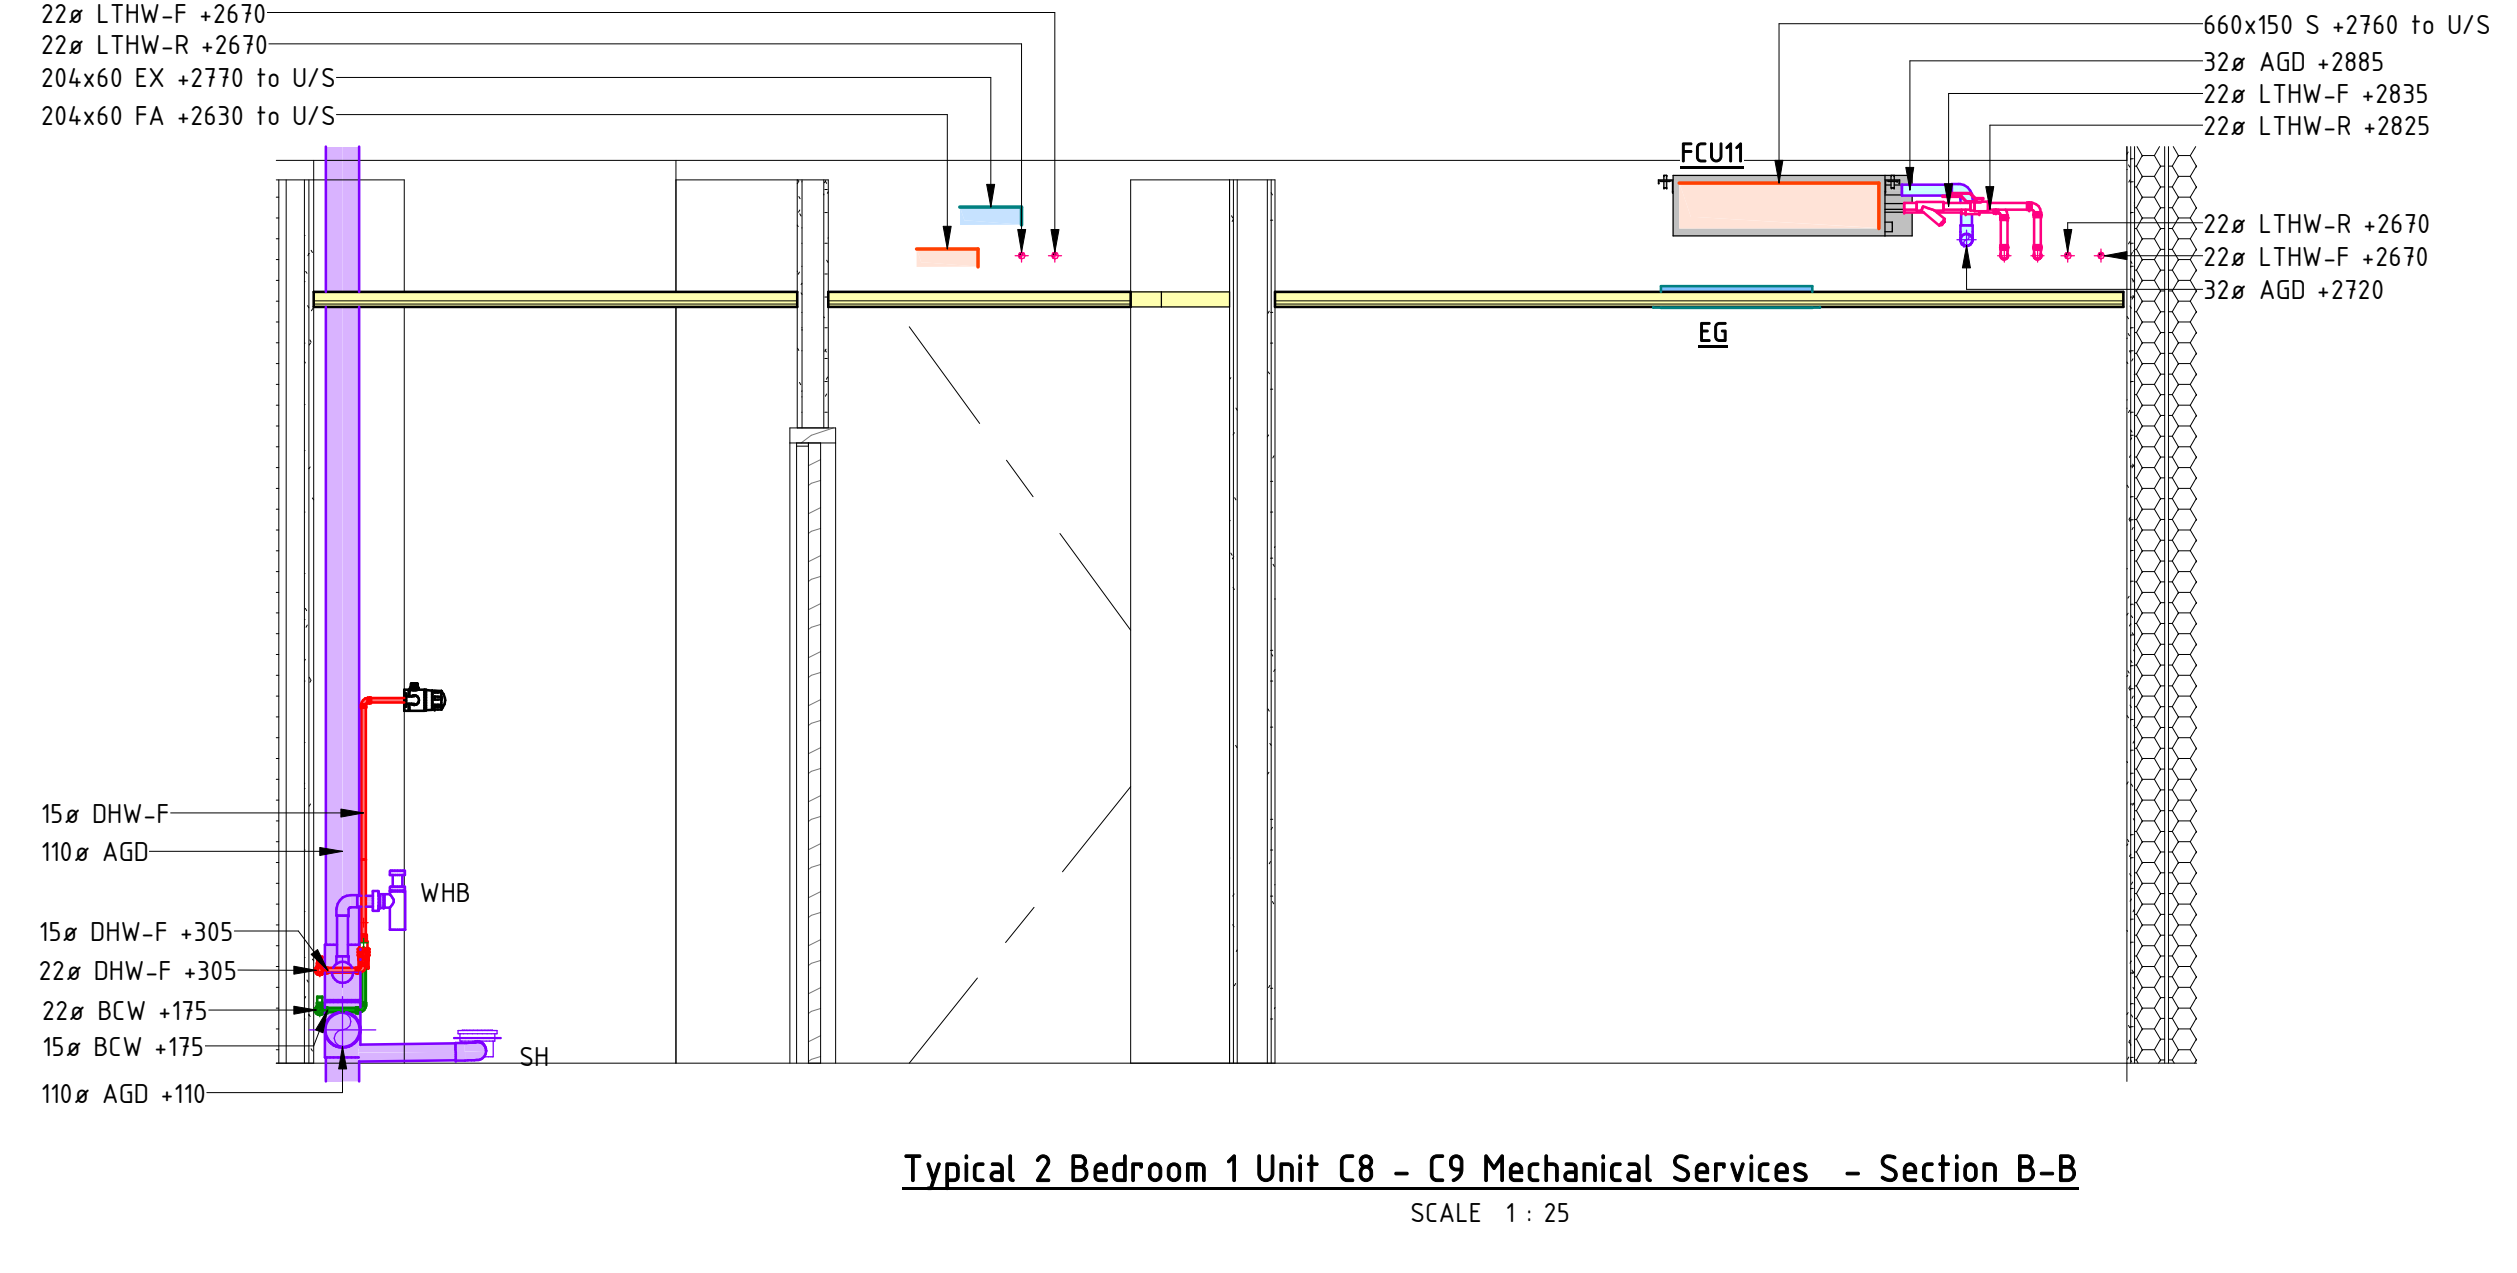 22ø LTHW-F +2670
22ø LTHW-R +2670
204x60 EX +2770 to U/S
204x60 FA +2630 to U/S
660x150 S +2760 to U/S
32ø AGD +2885
22ø LTHW-F +2835
22ø LTHW-R +2825
FCU11
22ø LTHW-R +2670
22ø LTHW-F +2670
32ø AGD +2720
EG
15ø DHW-F
110ø AGD
WHB
15ø DHW-F +305
22ø DHW-F +305
22ø BCW +175
15ø BCW +175
SH
110ø AGD +110
Typical 2 Bedroom 1 Unit C8 - C9 Mechanical Services - Section B-B
SCALE 1 : 25